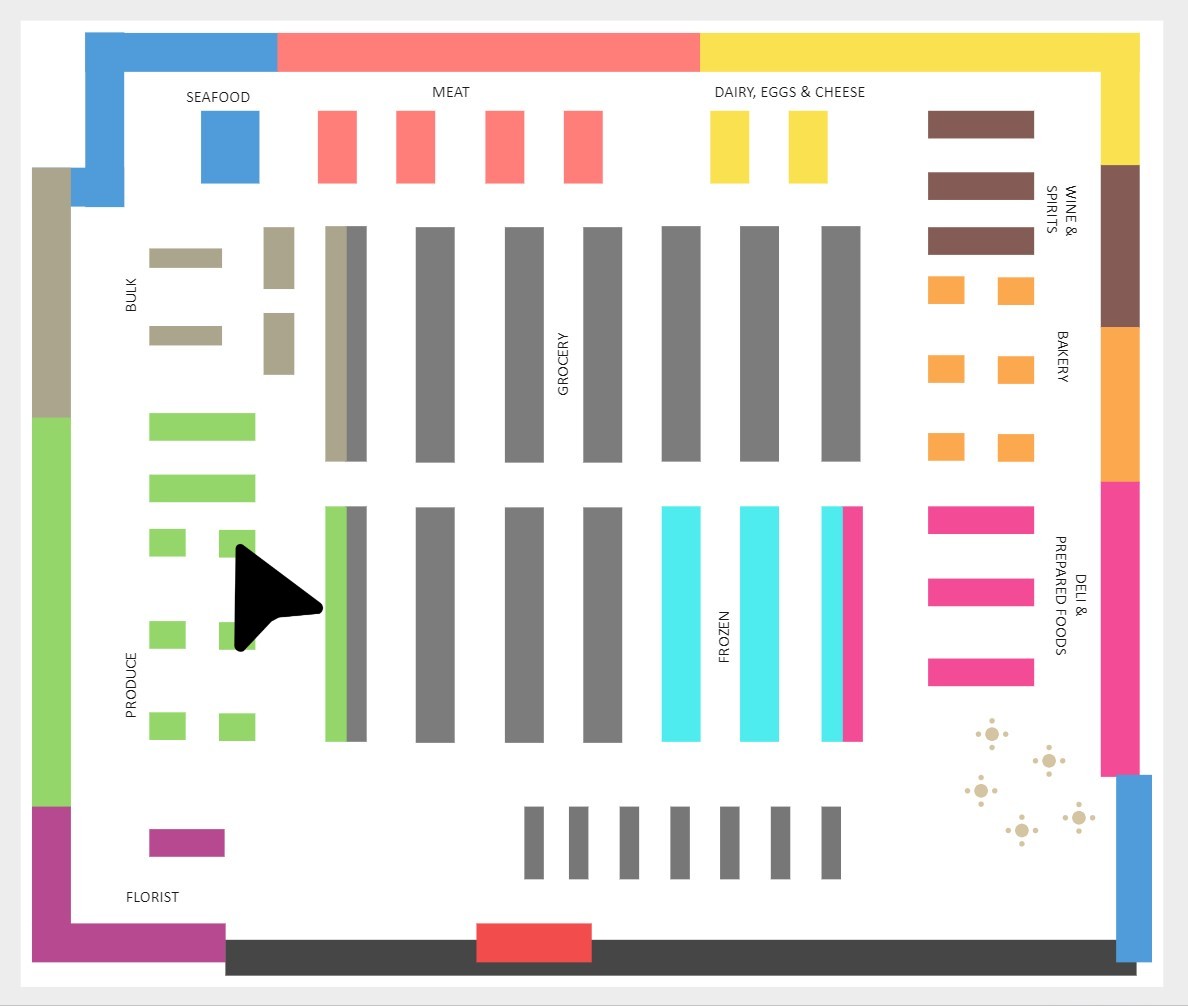 SEAFOOD
MEAT
DAIRY, EGGS & CHEESE
WINE &
SPIRITS
BULK
GROCERY
BAKERY
PRODUCE
FROZEN
DELI &
PREPARED FOODS
FLORIST